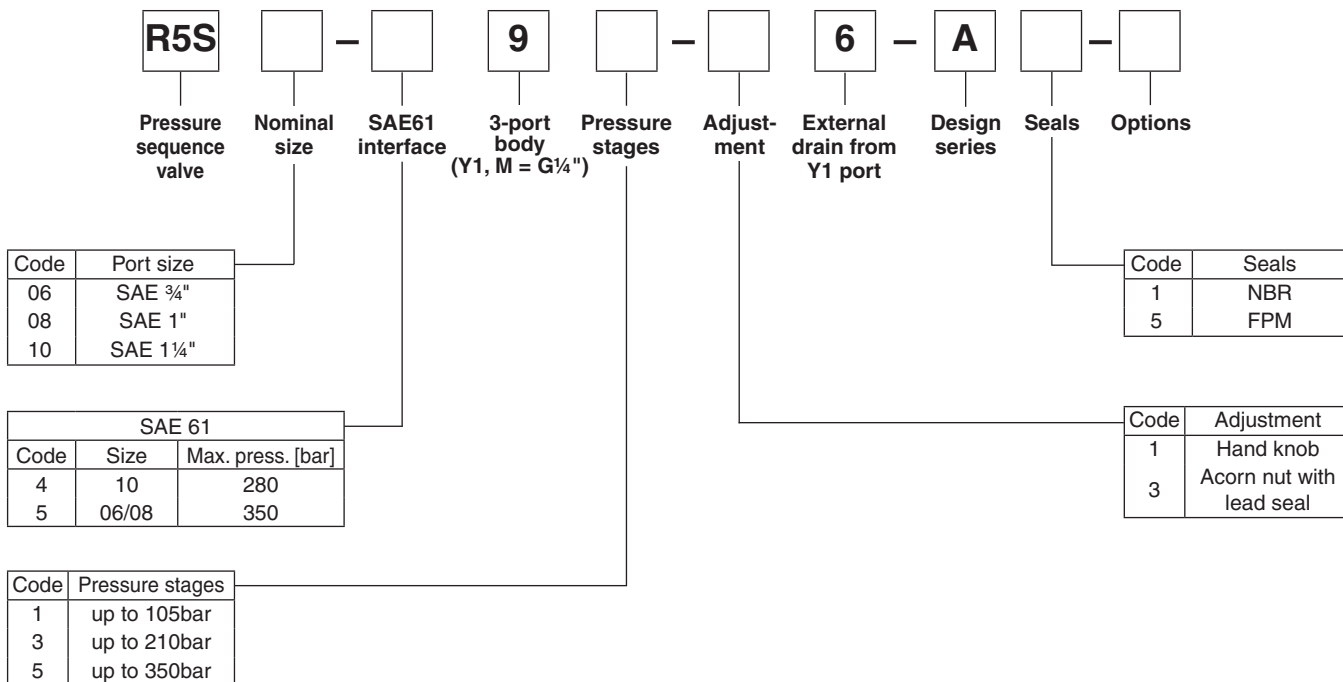 R5S – 9 – 6 – A –
Pressure sequence valve
Nominal size
SAE61 interface
3-port body (Y1, M = G¼")
Pressure stages
Adjust-ment
External drain from Y1 port
Design series
Seals
Options
Code Port size
06 SAE ¾"
08 SAE 1"
10 SAE 1¼"
Code Seals
1 NBR
5 FPM
SAE 61
Code Size Max. press. [bar]
4 10 280
5 06/08 350
Code Adjustment
1 Hand knob
3 Acorn nut with lead seal
Code Pressure stages
1 up to 105bar
3 up to 210bar
5 up to 350bar